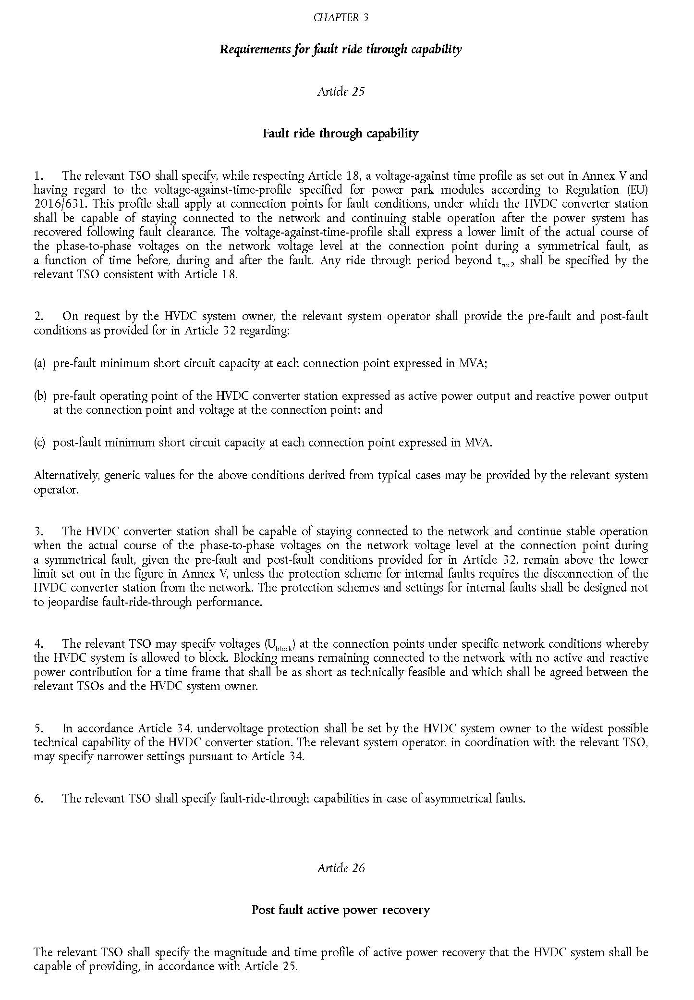 CHAPTER 3
Requirements for fault ride through capability
Article 25
Fault ride through capability
1. The relevant TSO shall specify, while respecting Article 18, a voltage-against time profile as set out in Annex V and
having regard to the voltage-against-time-profile specified for power park modules according to Regulation (EU)
2016/631. This profile shall apply at connection points for fault conditions, under which the HVDC converter station
shall be capable of staying connected to the network and continuing stable operation after the power system has
recovered following fault clearance. The voltage-against-time-profile shall express a lower limit of the actual course of
the phase-to-phase voltages on the network voltage level at the connection point during a symmetrical fault, as
a function of time before, during and after the fault. Any ride through period beyond trec2 shall be specified by the
relevant TSO consistent with Article 18.
2. On request by the HVDC system owner, the relevant system operator shall provide the pre-fault and post-fault
conditions as provided for in Article 32 regarding:
(a) pre-fault minimum short circuit capacity at each connection point expressed in MVA;
(b) pre-fault operating point of the HVDC converter station expressed as active power output and reactive power output
at the connection point and voltage at the connection point; and
(c) post-fault minimum short circuit capacity at each connection point expressed in MVA.
Alternatively, generic values for the above conditions derived from typical cases may be provided by the relevant system
operator.
3. The HVDC converter station shall be capable of staying connected to the network and continue stable operation
when the actual course of the phase-to-phase voltages on the network voltage level at the connection point during
a symmetrical fault, given the pre-fault and post-fault conditions provided for in Article 32, remain above the lower
limit set out in the figure in Annex V, unless the protection scheme for internal faults requires the disconnection of the
HVDC converter station from the network. The protection schemes and settings for internal faults shall be designed not
to jeopardise fault-ride-through performance.
4. The relevant TSO may specify voltages (Ublock) at the connection points under specific network conditions whereby
the HVDC system is allowed to block. Blocking means remaining connected to the network with no active and reactive
power contribution for a time frame that shall be as short as technically feasible and which shall be agreed between the
relevant TSOs and the HVDC system owner.
5. In accordance Article 34, undervoltage protection shall be set by the HVDC system owner to the widest possible
technical capability of the HVDC converter station. The relevant system operator, in coordination with the relevant TSO,
may specify narrower settings pursuant to Article 34.
6. The relevant TSO shall specify fault-ride-through capabilities in case of asymmetrical faults.
Article 26
Post fault active power recovery
The relevant TSO shall specify the magnitude and time profile of active power recovery that the HVDC system shall be
capable of providing, in accordance with Article 25.